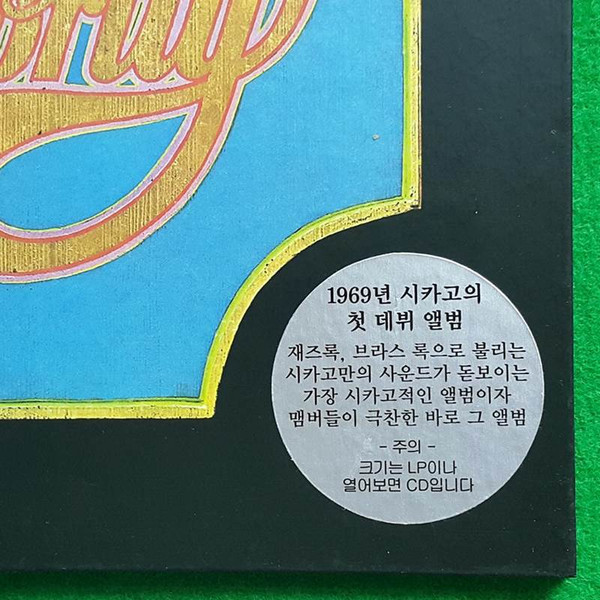 1969년 시카고의
첫 데뷔 앨범
재즈록, 브라스 록으로 불리는
시카고만의 사운드가 돋보이는
가장 시카고적인 앨범이자
맴버들이 극찬한 바로 그 앨범
- 주의 -
크기는 LP이나
열어보면 CD입니다